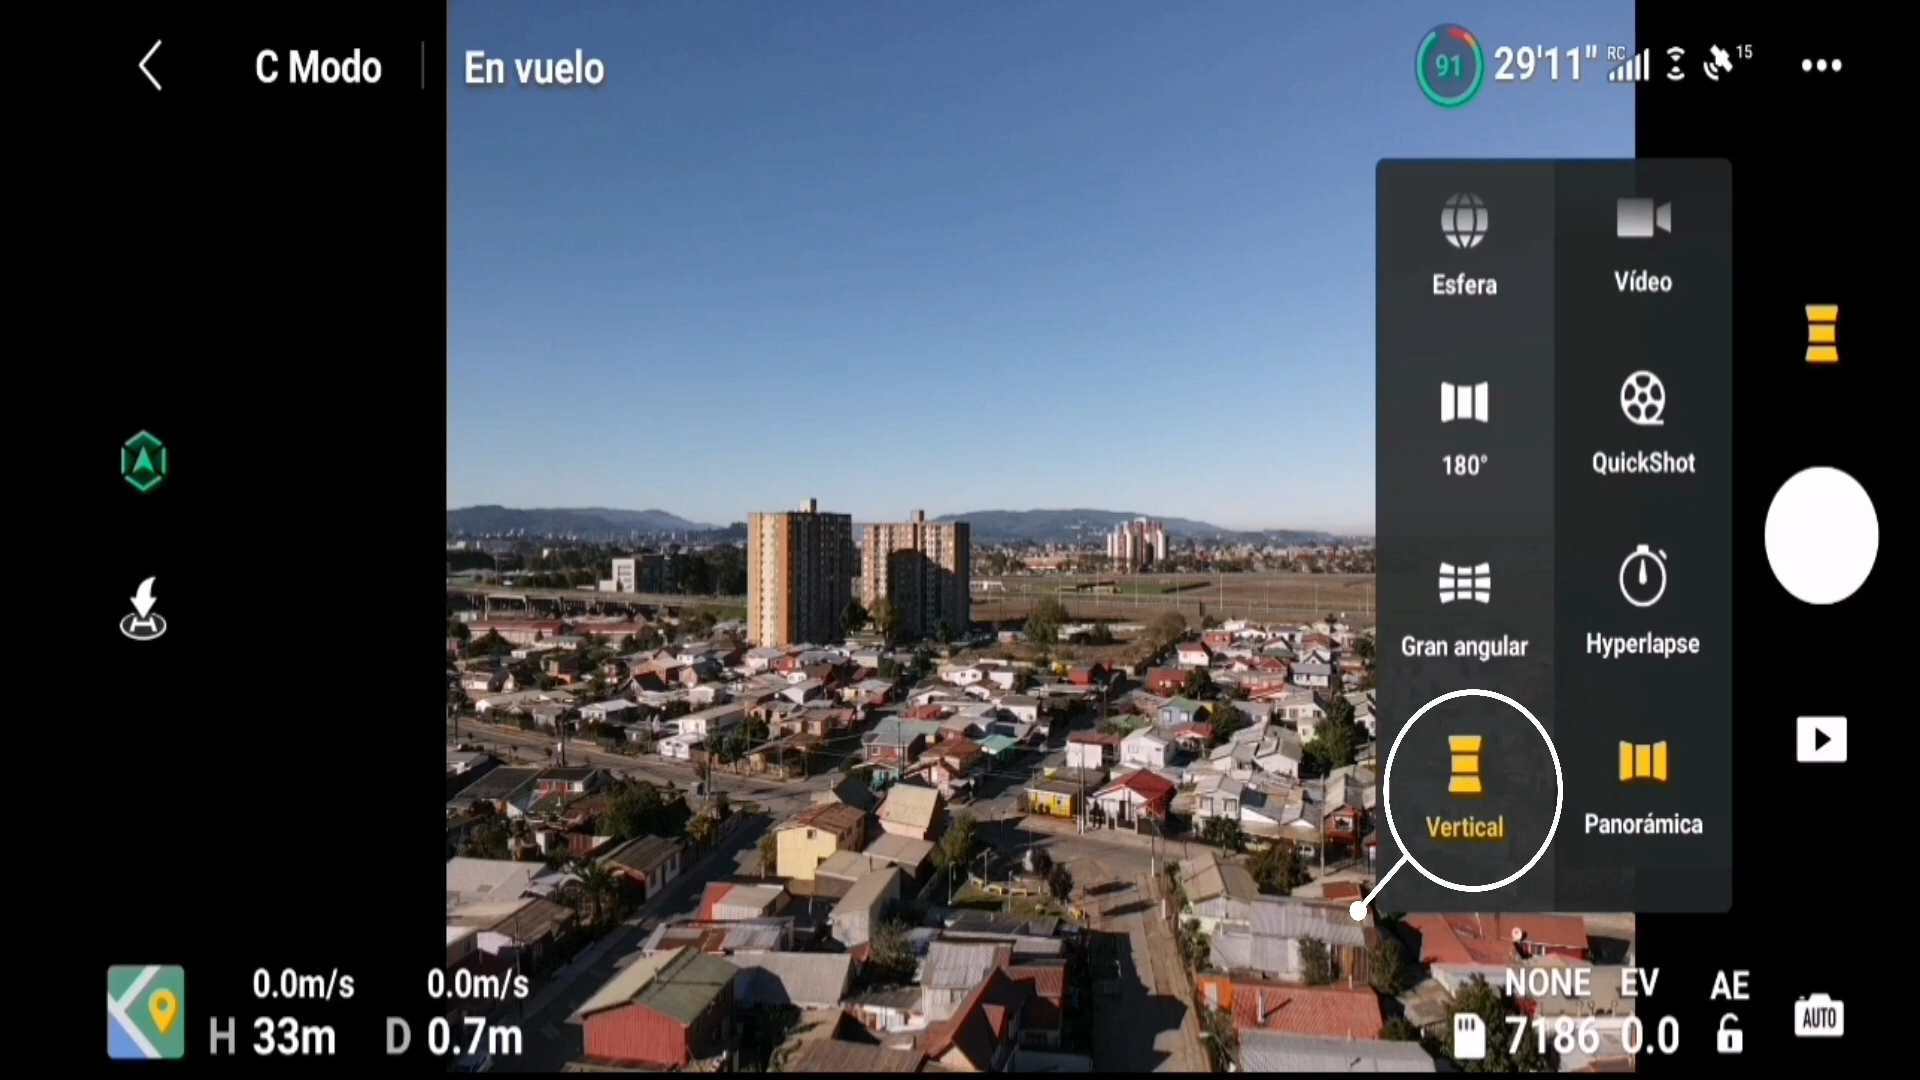 C Modo
En vuelo
91
29'11"
RC
15
Esfera
Vídeo
180°
QuickShot
Gran angular
Hyperlapse
Vertical
Panorámica
0.0m/s
0.0m/s
H 33m
D 0.7m
NONE
EV
AE
7186
0.0
AUTO